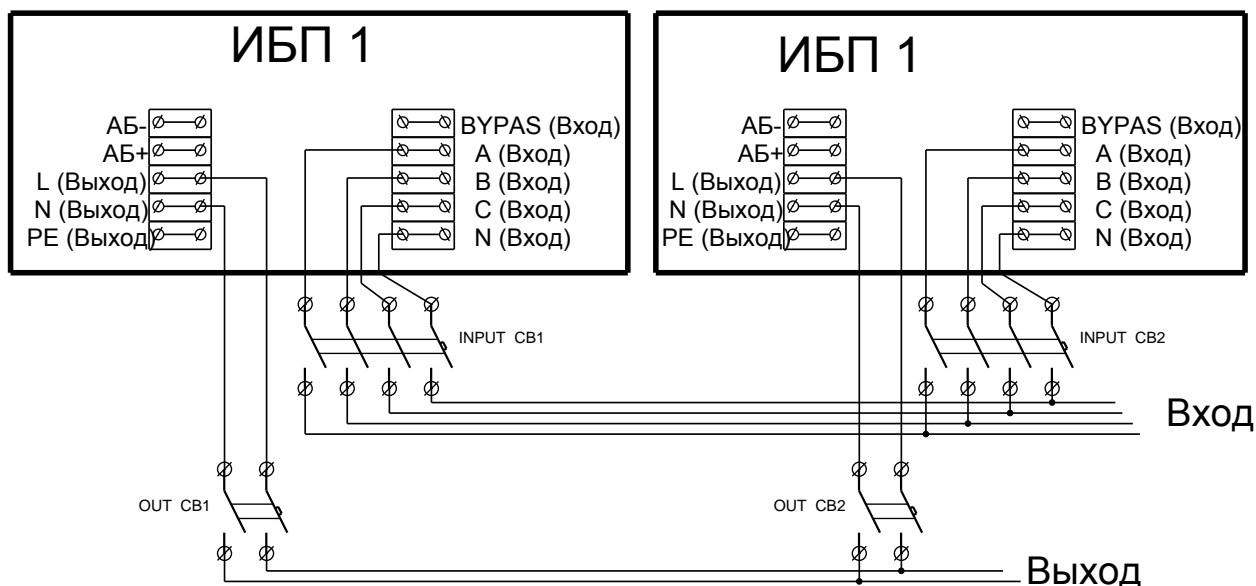 ИБП 1
АБ-
АБ+
L (Выход)
N (Выход)
PE (Выход)
BYPAS (Вход)
A (Вход)
B (Вход)
C (Вход)
N (Вход)
INPUT CB1
OUT CB1
ИБП 1
АБ-
АБ+
L (Выход)
N (Выход)
PE (Выход)
BYPAS (Вход)
A (Вход)
B (Вход)
C (Вход)
N (Вход)
INPUT CB2
Вход
OUT CB2
Выход